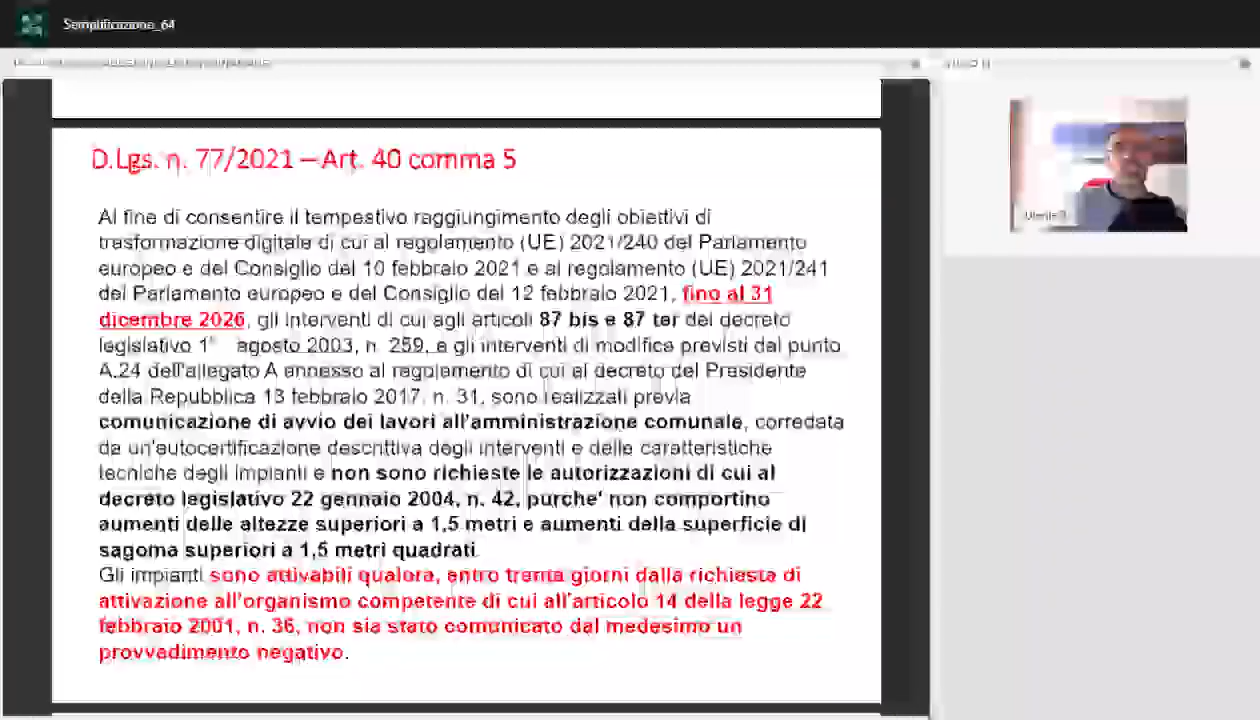 Semplificazione_64
D.Lgs. n. 77/2021 – Art. 40 comma 5
Al fine di consentire il tempestivo raggiungimento degli obiettivi di
trasformazione digitale di cui al regolamento (UE) 2021/240 del Parlamento
europeo e del Consiglio del 10 febbraio 2021 e al regolamento (UE) 2021/241
del Parlamento europeo e del Consiglio del 12 febbraio 2021, fino al 31
dicembre 2026, gli interventi di cui agli articoli 87 bis e 87 ter del decreto
legislativo 1° agosto 2003, n. 259, e gli interventi di modifica previsti dal punto
A.24 dell'allegato A annesso al regolamento di cui al decreto del Presidente
della Repubblica 13 febbraio 2017, n. 31, sono realizzati previa
comunicazione di avvio dei lavori all'amministrazione comunale, corredata
da un'autocertificazione descrittiva degli interventi e delle caratteristiche
tecniche degli impianti e non sono richieste le autorizzazioni di cui al
decreto legislativo 22 gennaio 2004, n. 42, purche' non comportino
aumenti delle altezze superiori a 1,5 metri e aumenti della superficie di
sagoma superiori a 1,5 metri quadrati.
Gli impianti sono attivabili qualora, entro trenta giorni dalla richiesta di
attivazione all'organismo competente di cui all'articolo 14 della legge 22
febbraio 2001, n. 36, non sia stato comunicato dal medesimo un
provvedimento negativo.